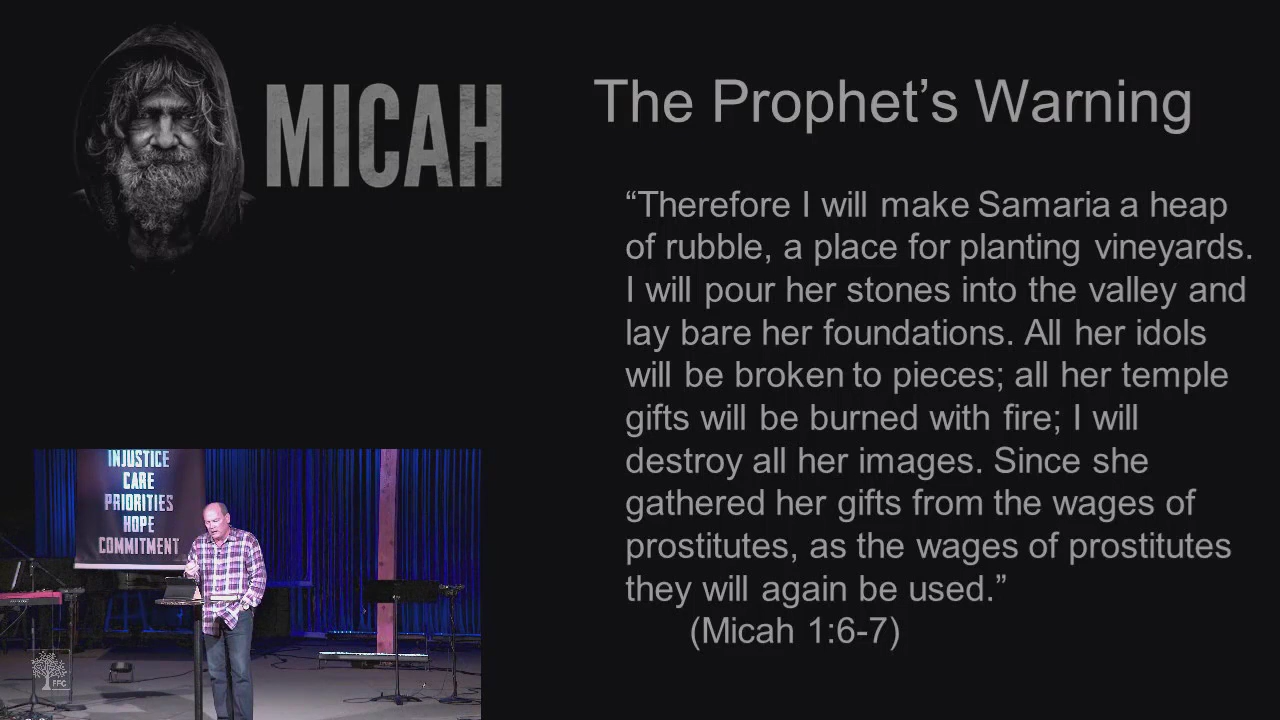 MICAH
The Prophet’s Warning
“Therefore I will make Samaria a heap
of rubble, a place for planting vineyards.
I will pour her stones into the valley and
lay bare her foundations. All her idols
will be broken to pieces; all her temple
gifts will be burned with fire; I will
destroy all her images. Since she
gathered her gifts from the wages of
prostitutes, as the wages of prostitutes
they will again be used.”
(Micah 1:6-7)
INJUSTICE
CARE
PRIORITIES
HOPE
COMMITMENT
FFC